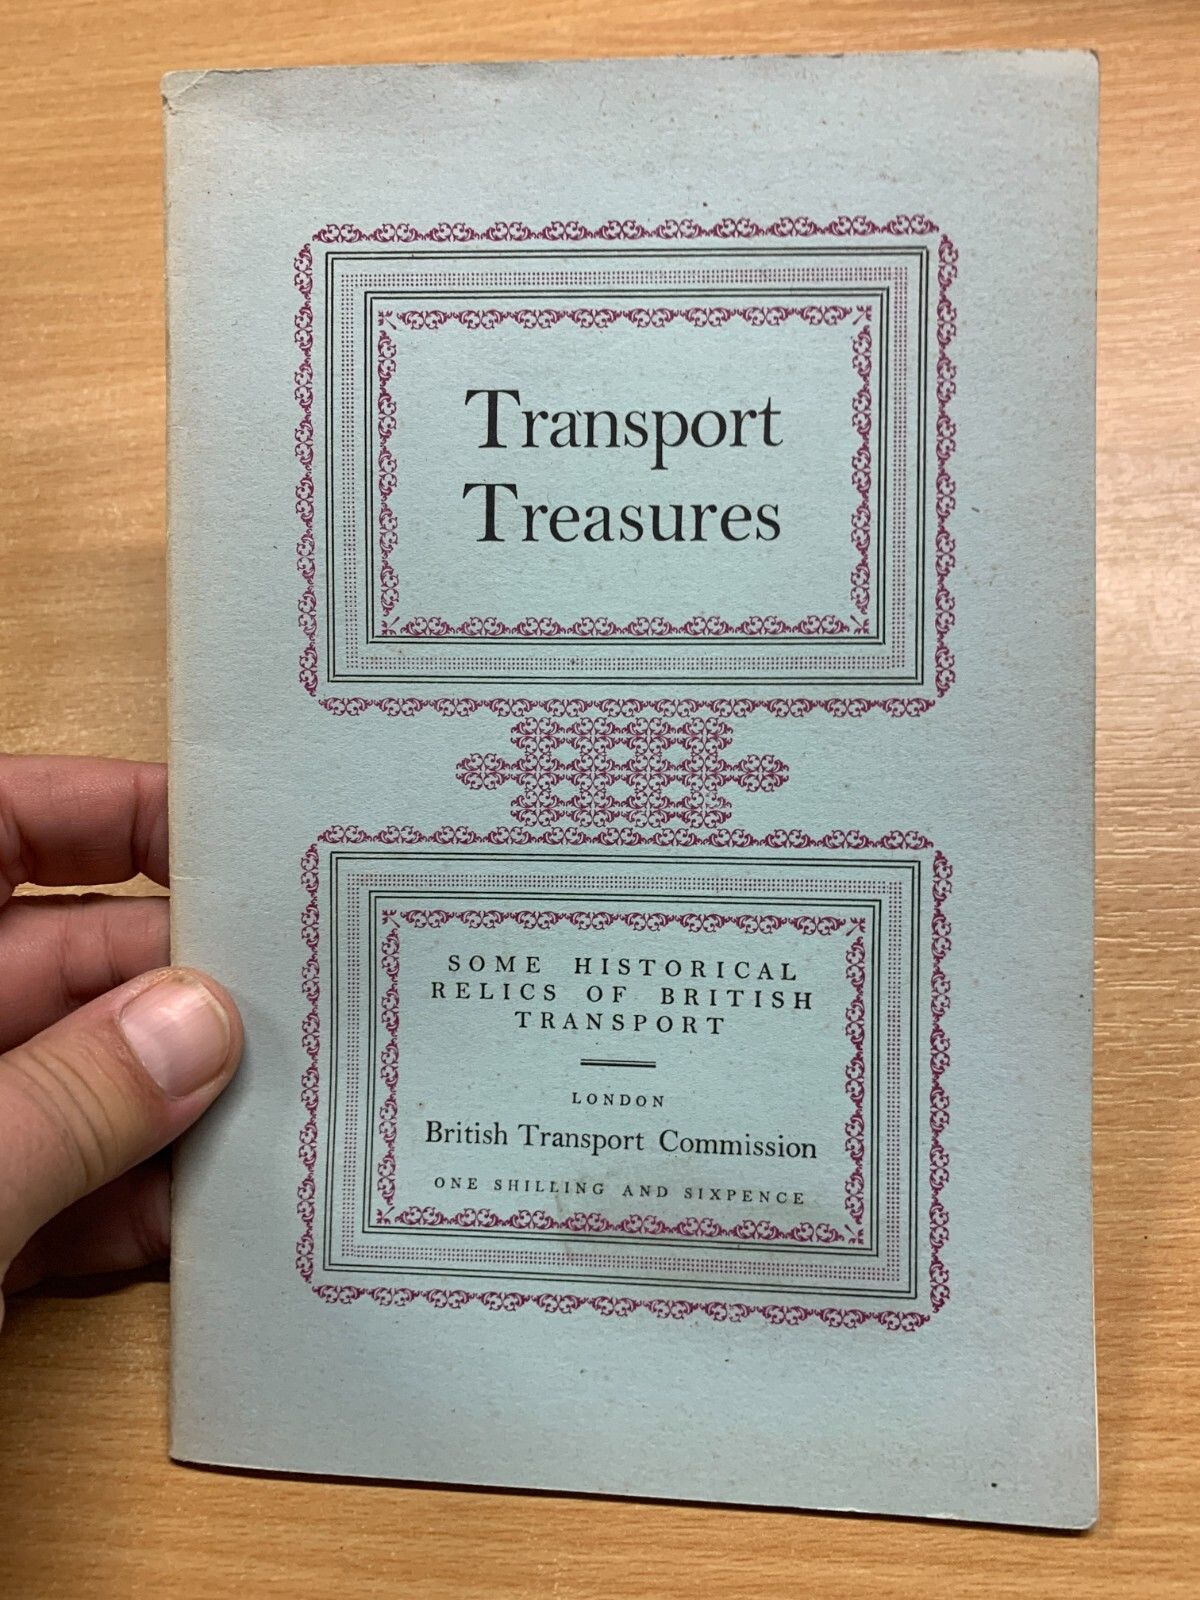 Transport
Treasures
SOME HISTORICAL
RELICS OF BRITISH
TRANSPORT
LONDON
British Transport Commission
ONE SHILLING AND SIXPENCE